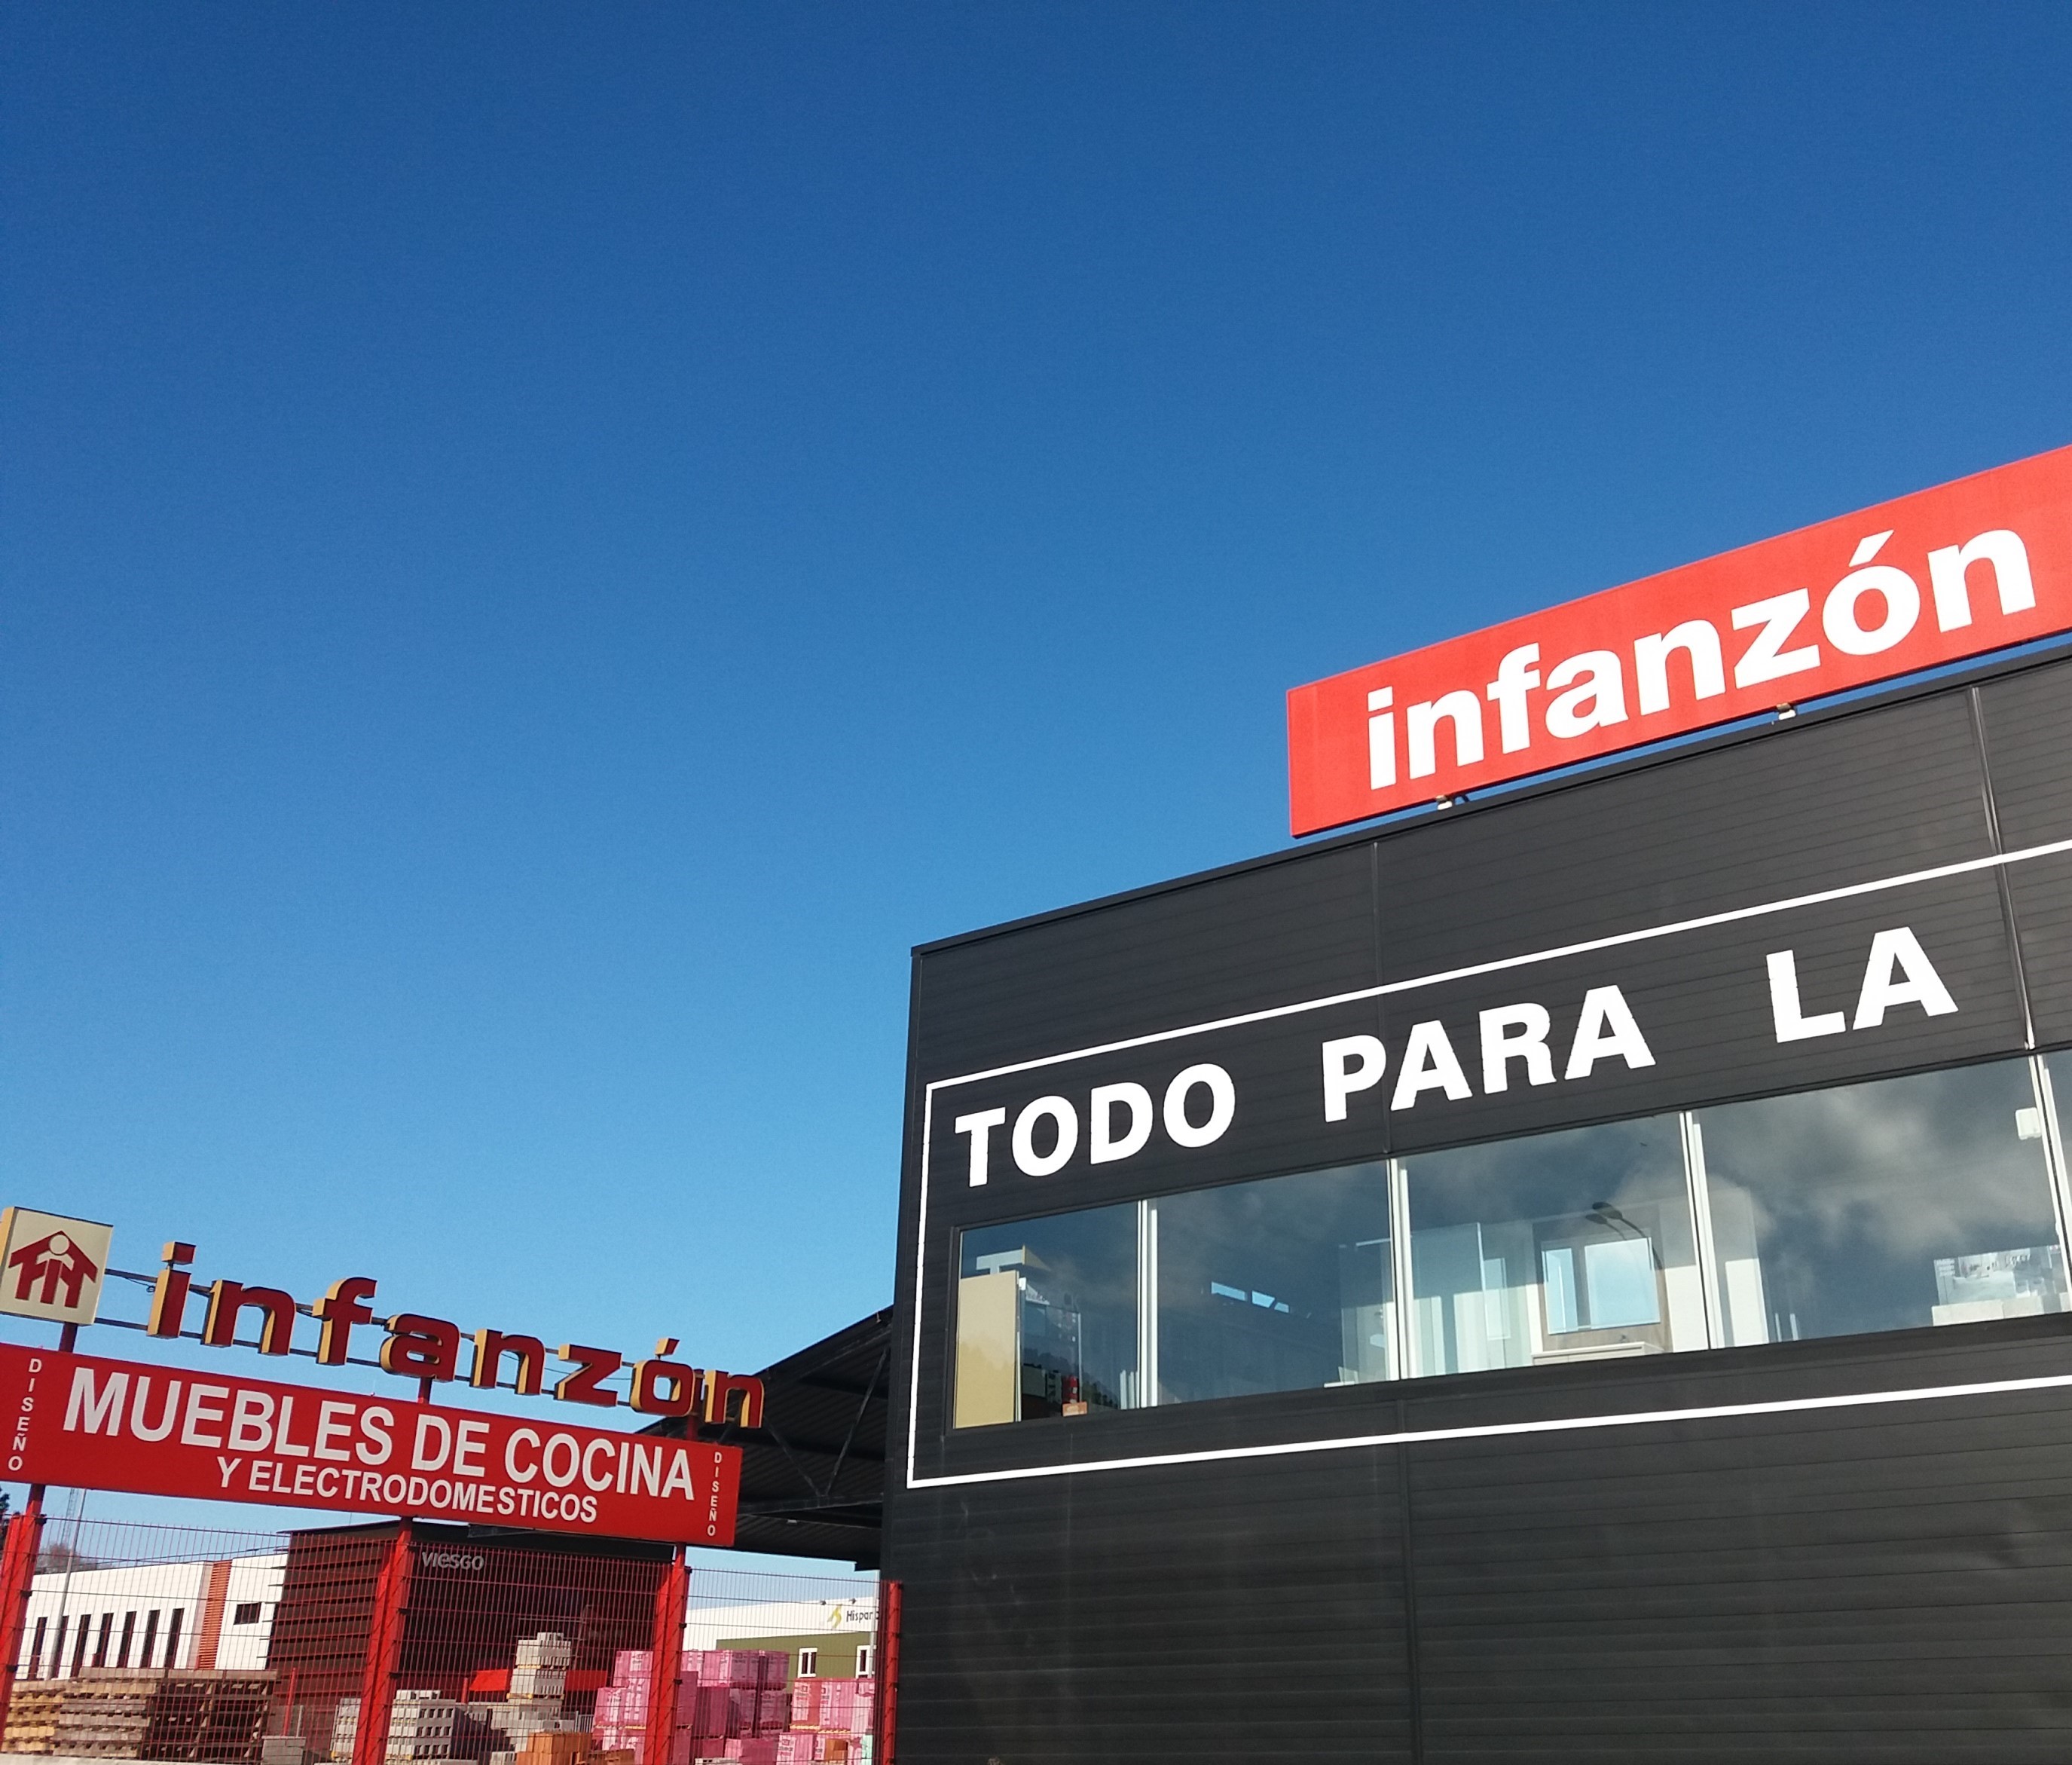 infanzón
TODO PARA LA
infanzón
DISEÑO
MUEBLES DE COCINA
Y ELECTRODOMESTICOS
DISEÑO
viesgo